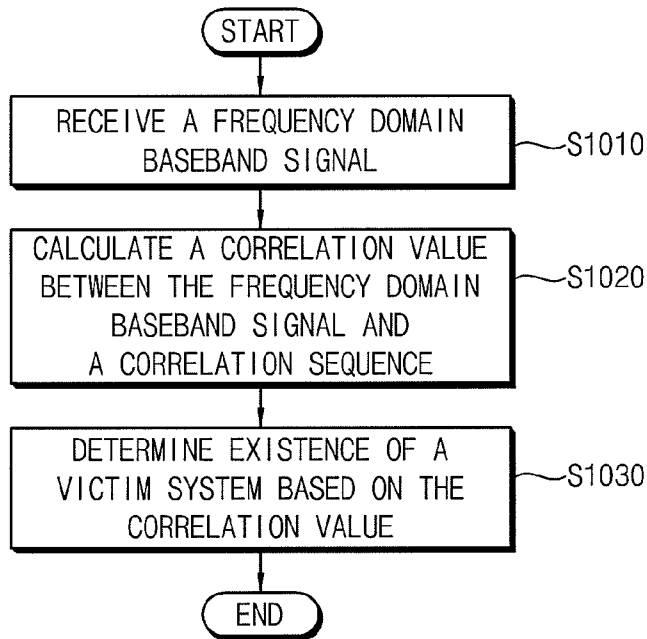 START
RECEIVE A FREQUENCY DOMAIN
BASEBAND SIGNAL
S1010
CALCULATE A CORRELATION VALUE
BETWEEN THE FREQUENCY DOMAIN
BASEBAND SIGNAL AND
A CORRELATION SEQUENCE
S1020
DETERMINE EXISTENCE OF A
VICTIM SYSTEM BASED ON THE
CORRELATION VALUE
S1030
END